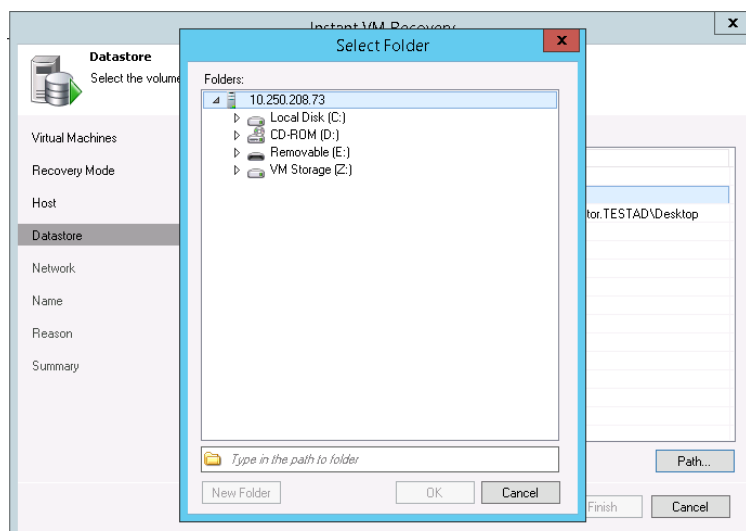 Instant VM Recovery
x
Select Folder
x
Datastore
Select the volume
Folders:
10.250.208.73
Local Disk (C:)
CD-ROM (D:)
Removable (E:)
VM Storage (Z:)
Virtual Machines
Recovery Mode
Host
tor.TESTAD\Desktop
Datastore
Network
Name
Reason
Summary
Type in the path to folder
Path...
New Folder
OK
Cancel
Finish
Cancel